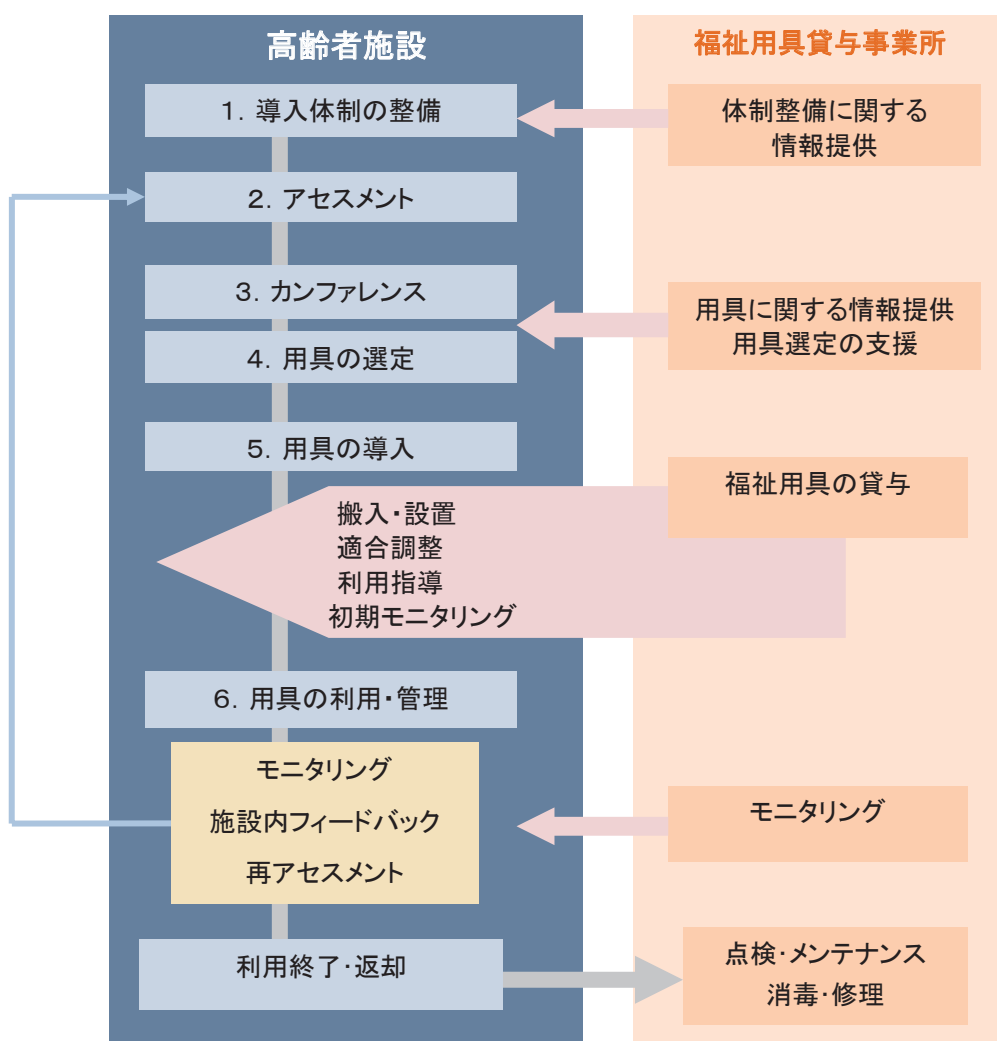 高齢者施設
福祉用具貸与事業所
1. 導入体制の整備
体制整備に関する
情報提供
2. アセスメント
3. カンファレンス
用具に関する情報提供
用具選定の支援
4. 用具の選定
5. 用具の導入
福祉用具の貸与
搬入・設置
適合調整
利用指導
初期モニタリング
6. 用具の利用・管理
モニタリング
施設内フィードバック
再アセスメント
モニタリング
利用終了・返却
点検・メンテナンス
消毒・修理